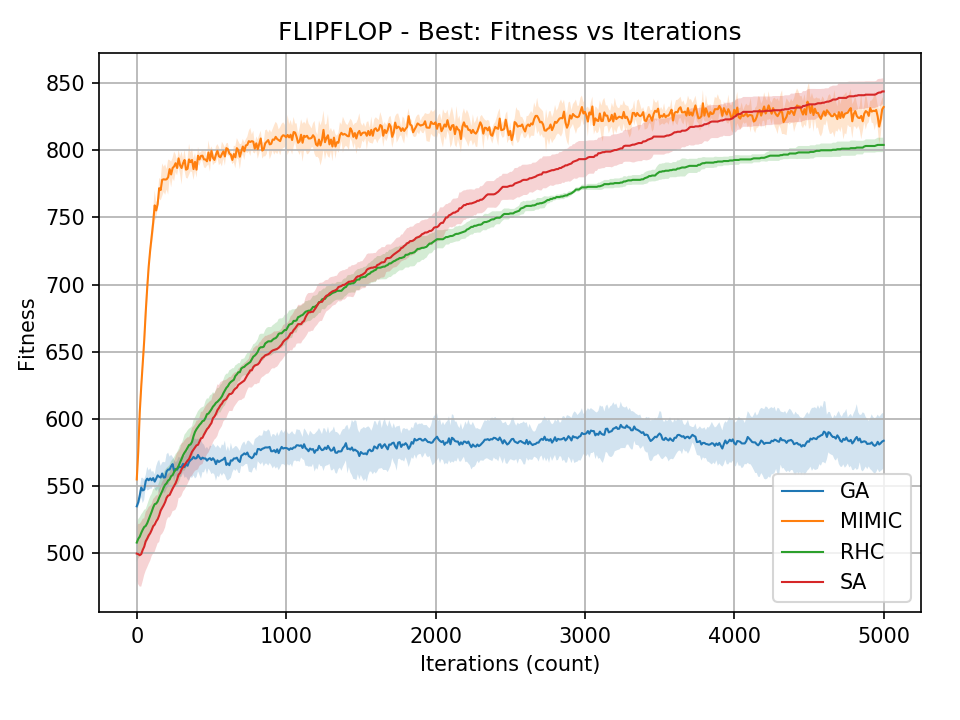 FLIPFLOP - Best: Fitness vs Iterations
850
800
750
700
650
600
550
500
Fitness
0 1000 2000 3000 4000 5000
Iterations (count)
GA
MIMIC
RHC
SA